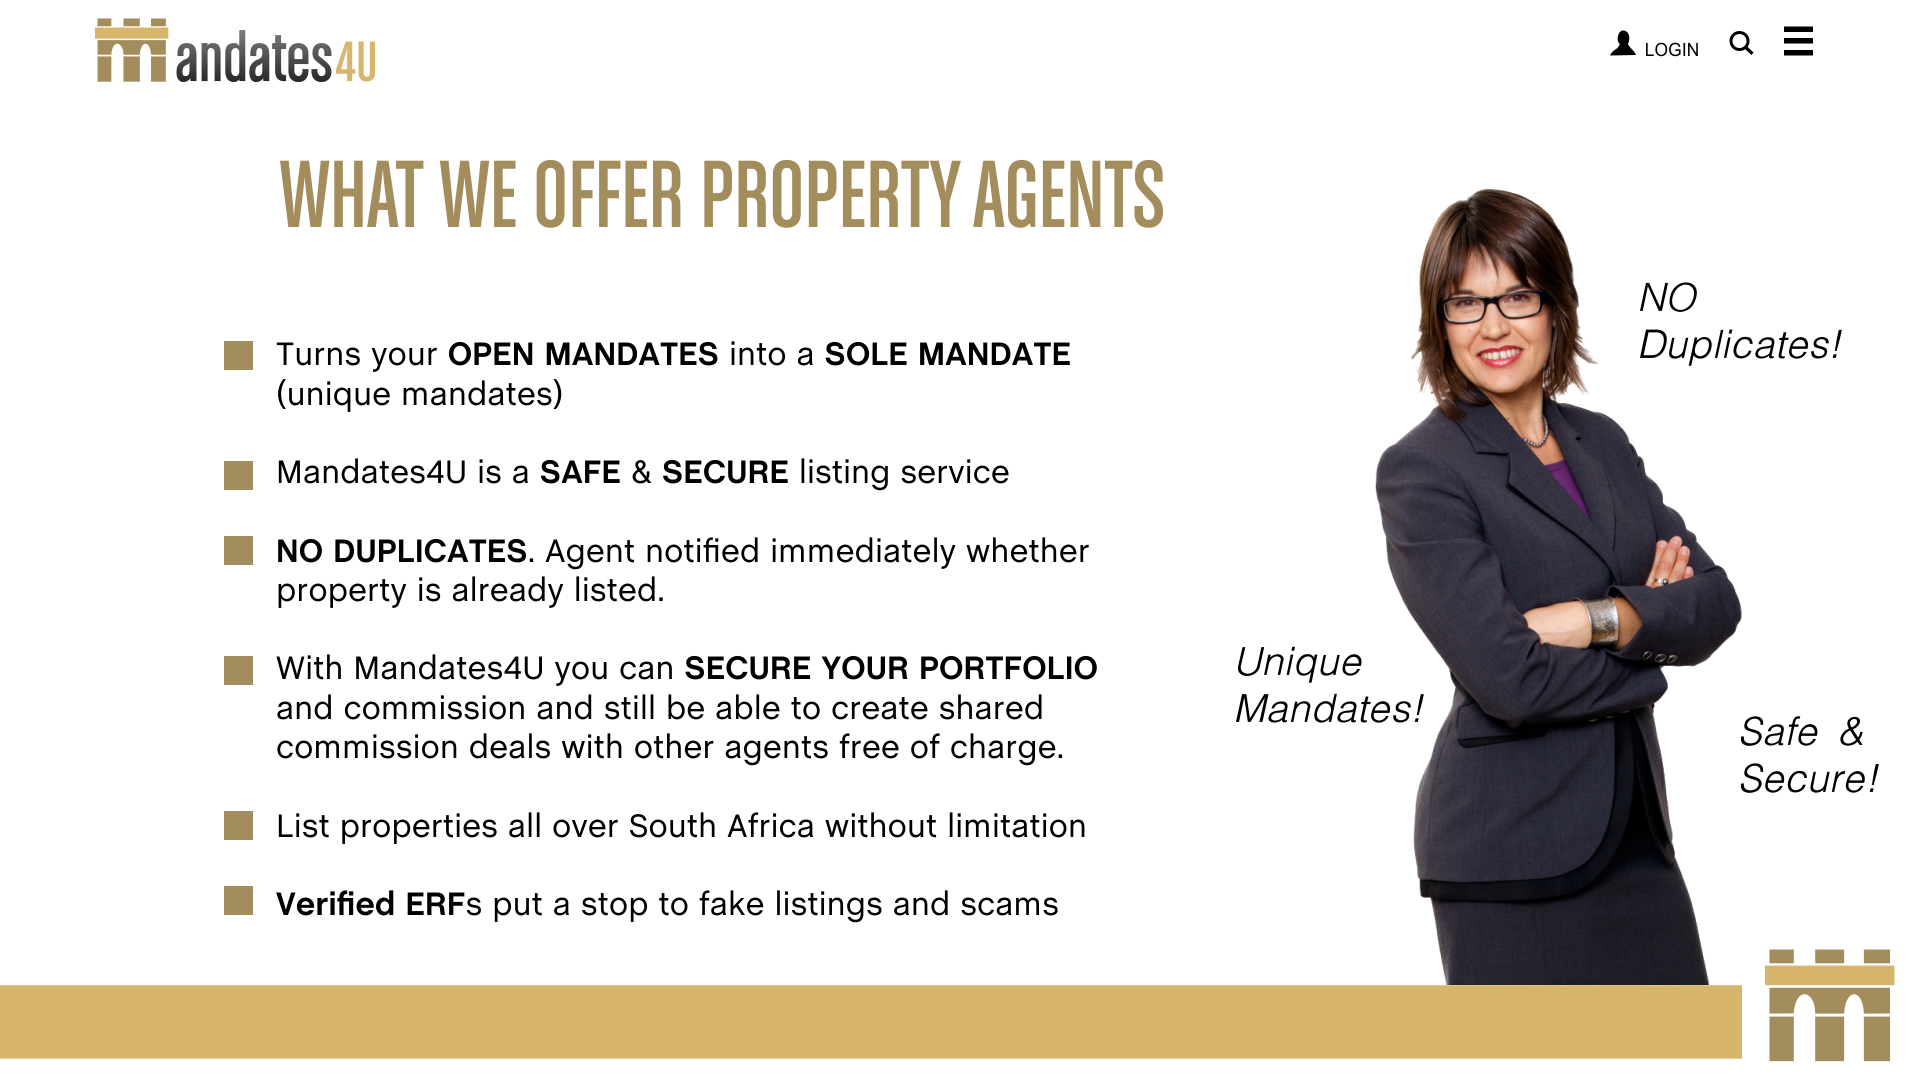 mandates4U
LOGIN
WHAT WE OFFER PROPERTY AGENTS
Turns your OPEN MANDATES into a SOLE MANDATE
(unique mandates)
Mandates4U is a SAFE & SECURE listing service
NO DUPLICATES. Agent notified immediately whether
property is already listed.
With Mandates4U you can SECURE YOUR PORTFOLIO
and commission and still be able to create shared
commission deals with other agents free of charge.
List properties all over South Africa without limitation
Verified ERFs put a stop to fake listings and scams
NO
Duplicates!
Unique
Mandates!
Safe & 
Secure!
m